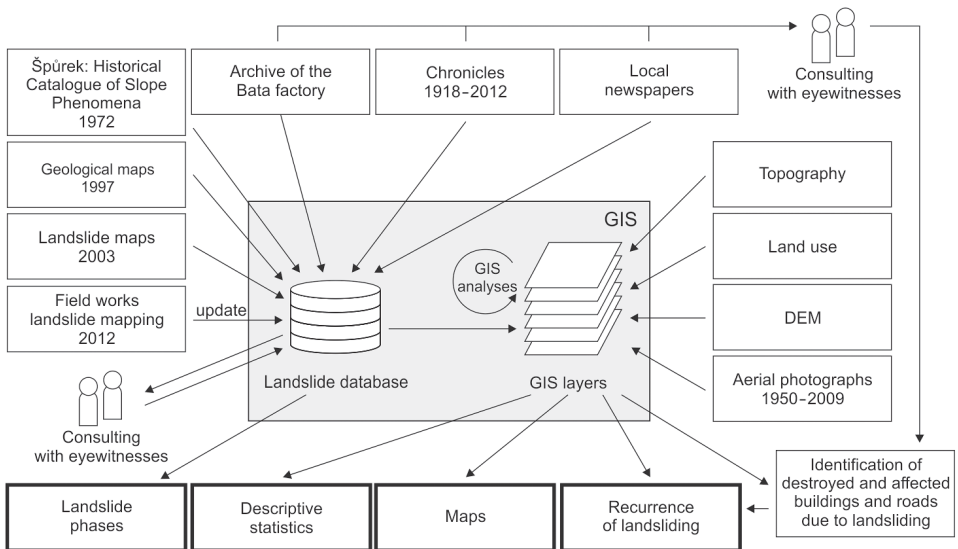 Špůrek: Historical
Catalogue of Slope
Phenomena
1972
Archive of the
Bata factory
Chronicles
1918-2012
Local
newspapers
Consulting
with eyewitnesses
Geological maps
1997
Landslide maps
2003
Field works
landslide mapping
2012
update
Consulting
with eyewitnesses
GIS
GIS
analyses
Landslide database
GIS layers
Topography
Land use
DEM
Aerial photographs
1950-2009
Landslide
phases
Descriptive
statistics
Maps
Recurrence
of landsliding
Identification of
destroyed and affected
buildings and roads
due to landsliding